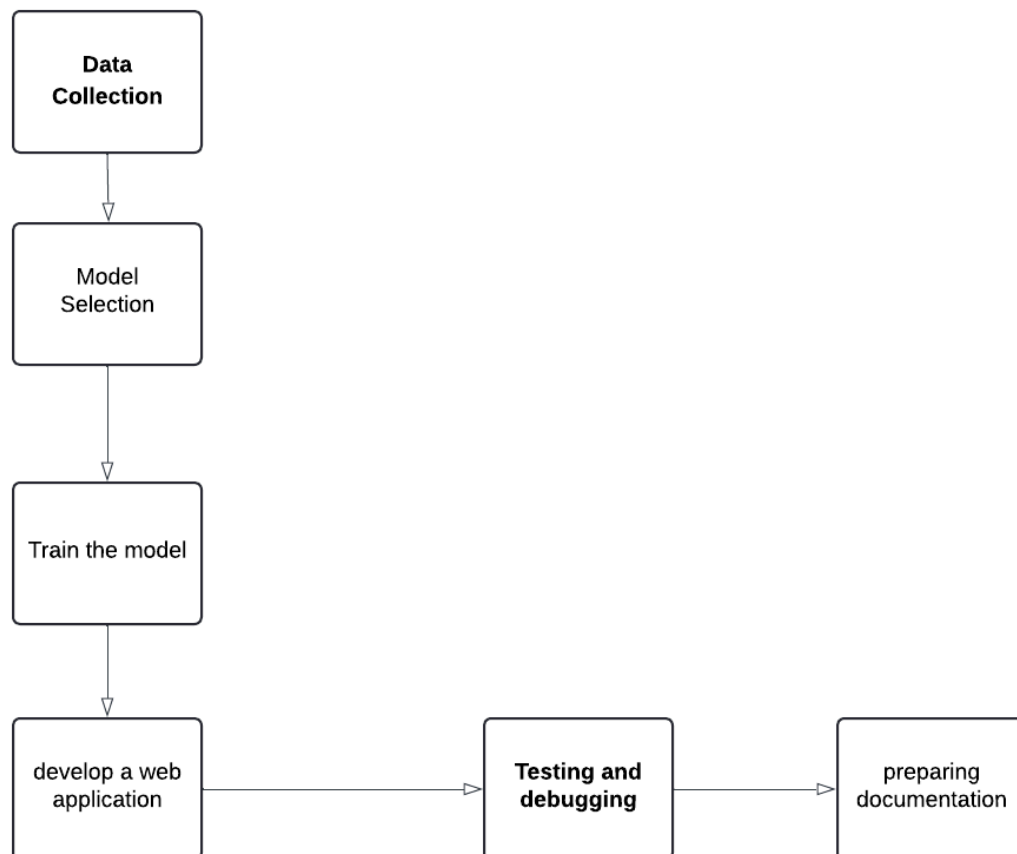 Data
Collection
Model
Selection
Train the model
develop a web
application
Testing and
debugging
preparing
documentation